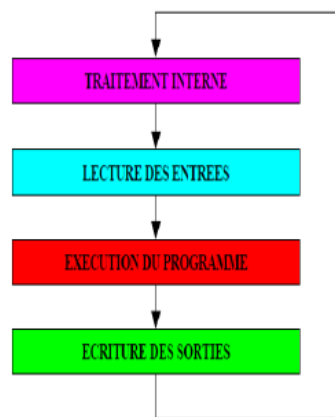 TRAITEMENT INTERNE
LECTURE DES ENTREES
EXECUTION DU PROGRAMME
ECRITURE DES SORTIES